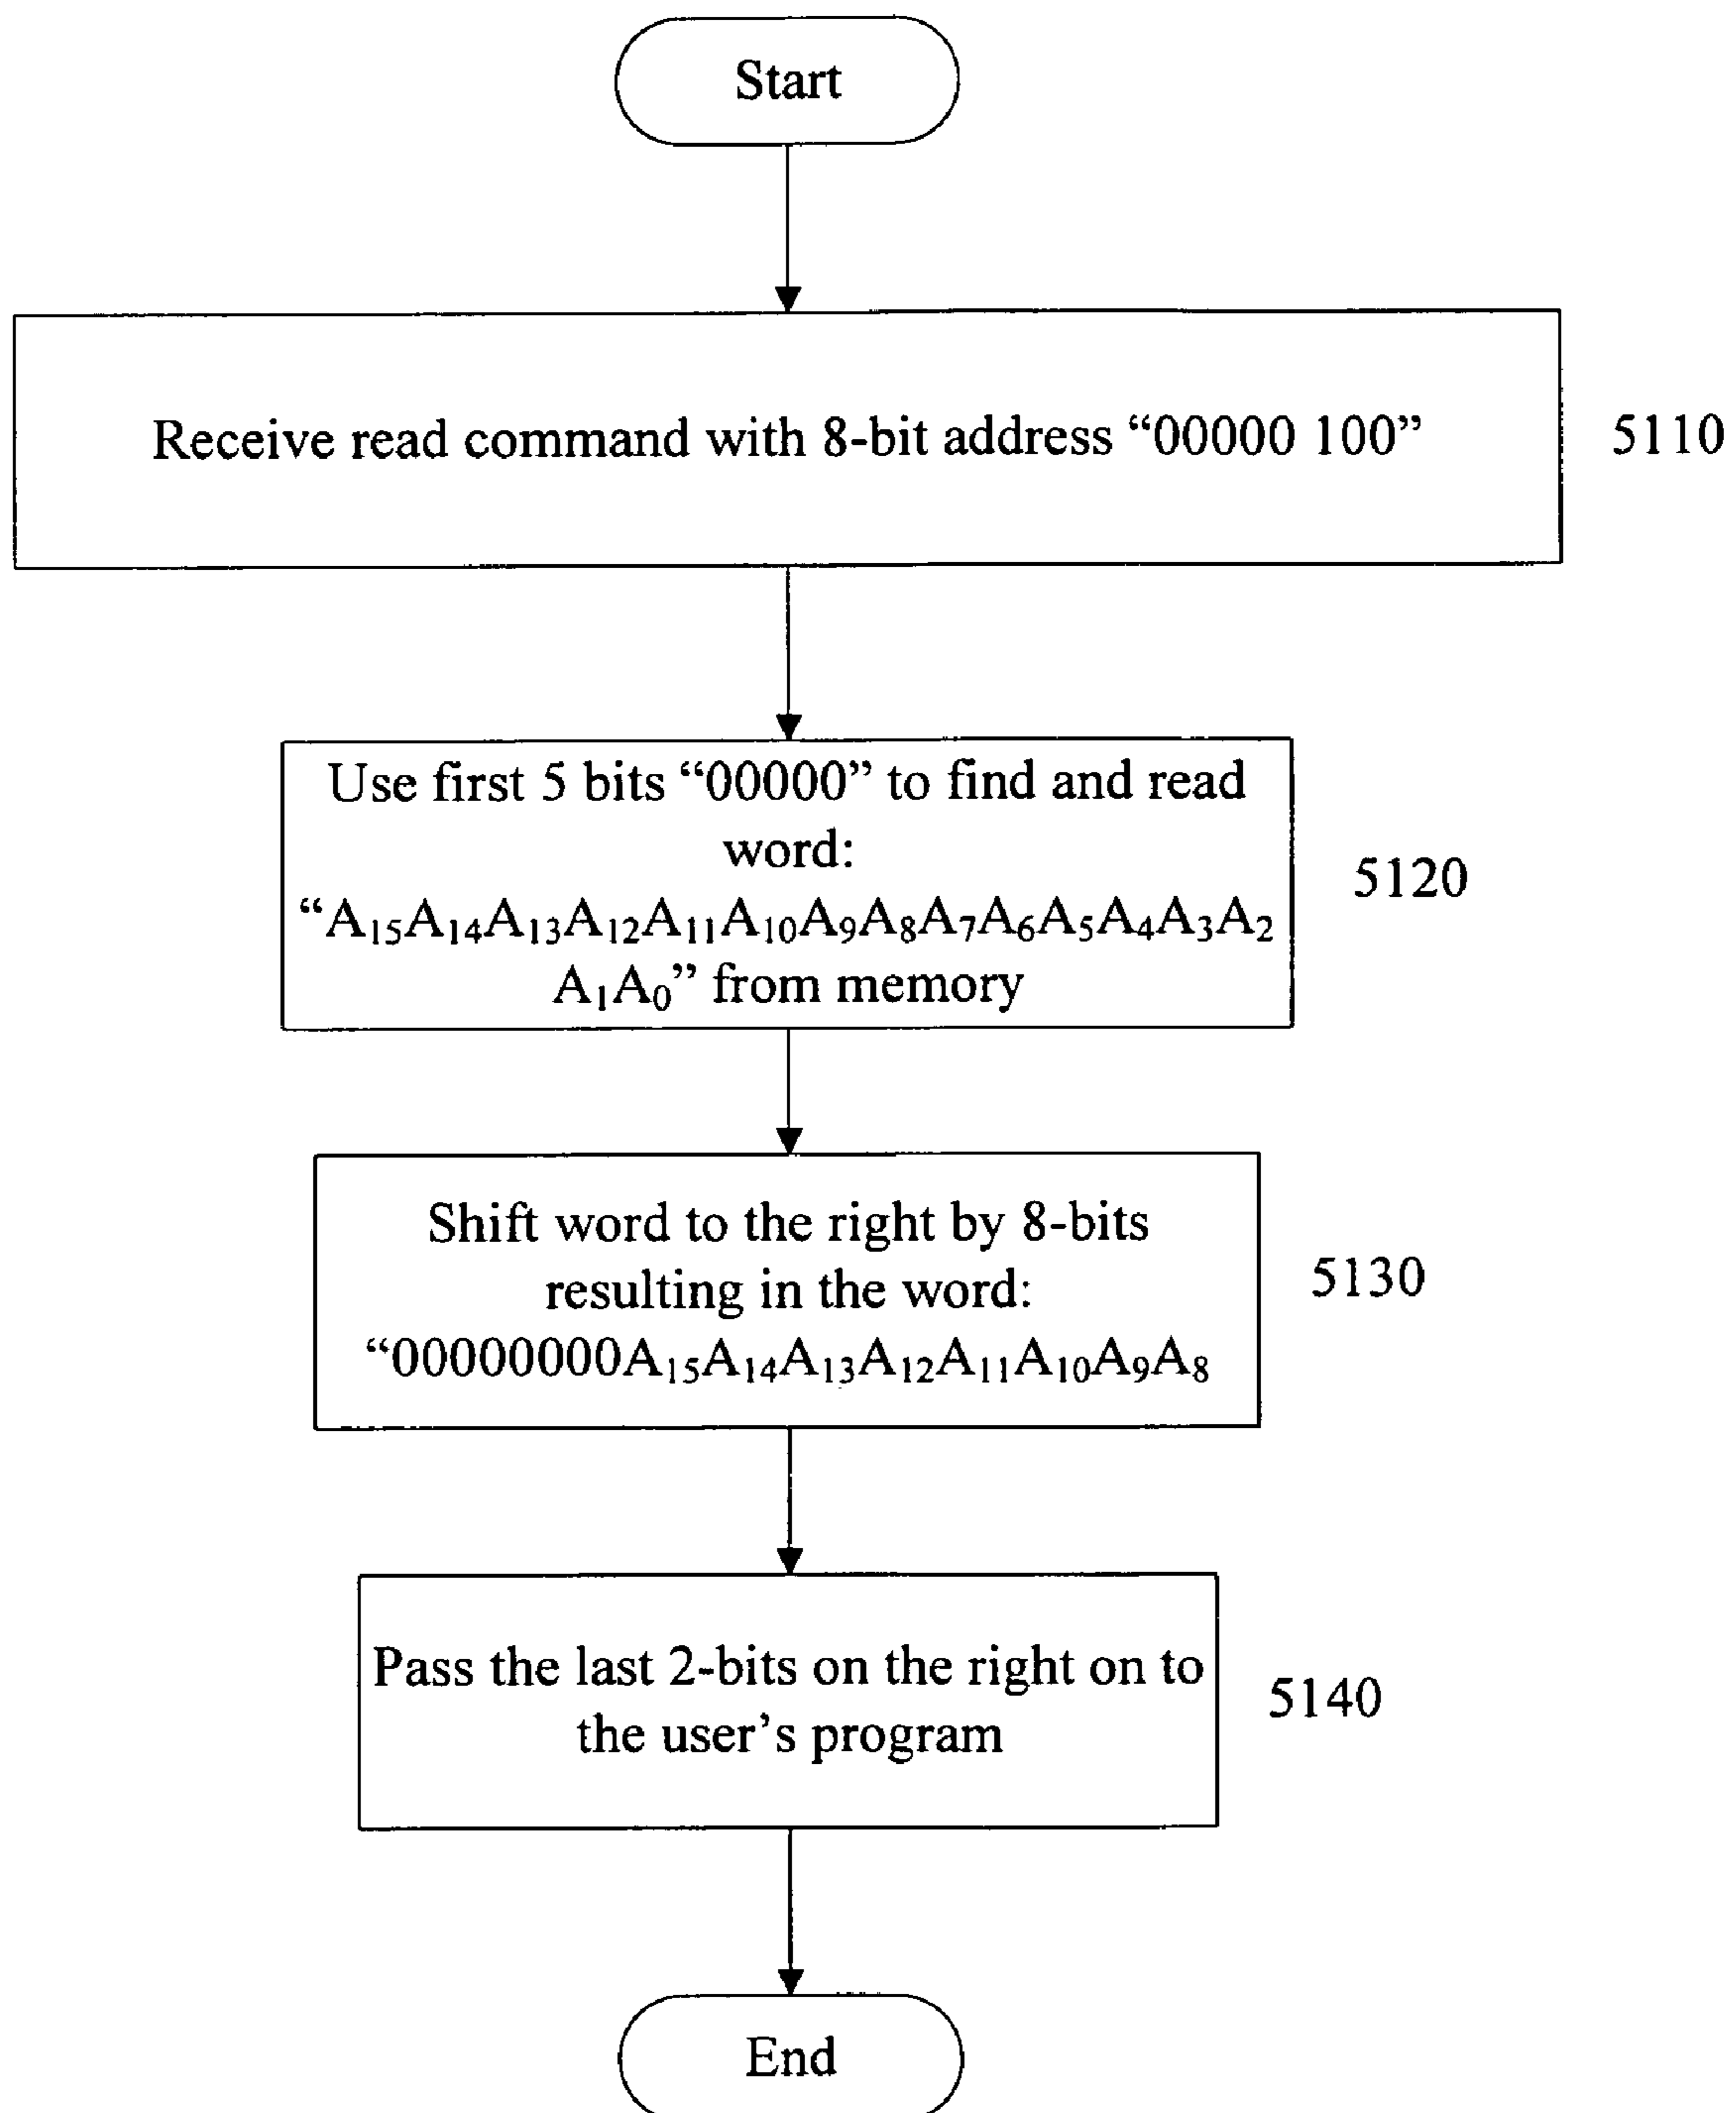 Start
Receive read command with 8-bit address “00000 100”
5110
Use first 5 bits “00000” to find and read
word:
“A₁₅A₁₄A₁₃A₁₂A₁₁A₁₀A₉A₈A₇A₆A₅A₄A₃A₂
A₁A₀” from memory
5120
Shift word to the right by 8-bits
resulting in the word:
“00000000A₁₅A₁₄A₁₃A₁₂A₁₁A₁₀A₉A₈
5130
Pass the last 2-bits on the right on to
the user’s program
5140
End